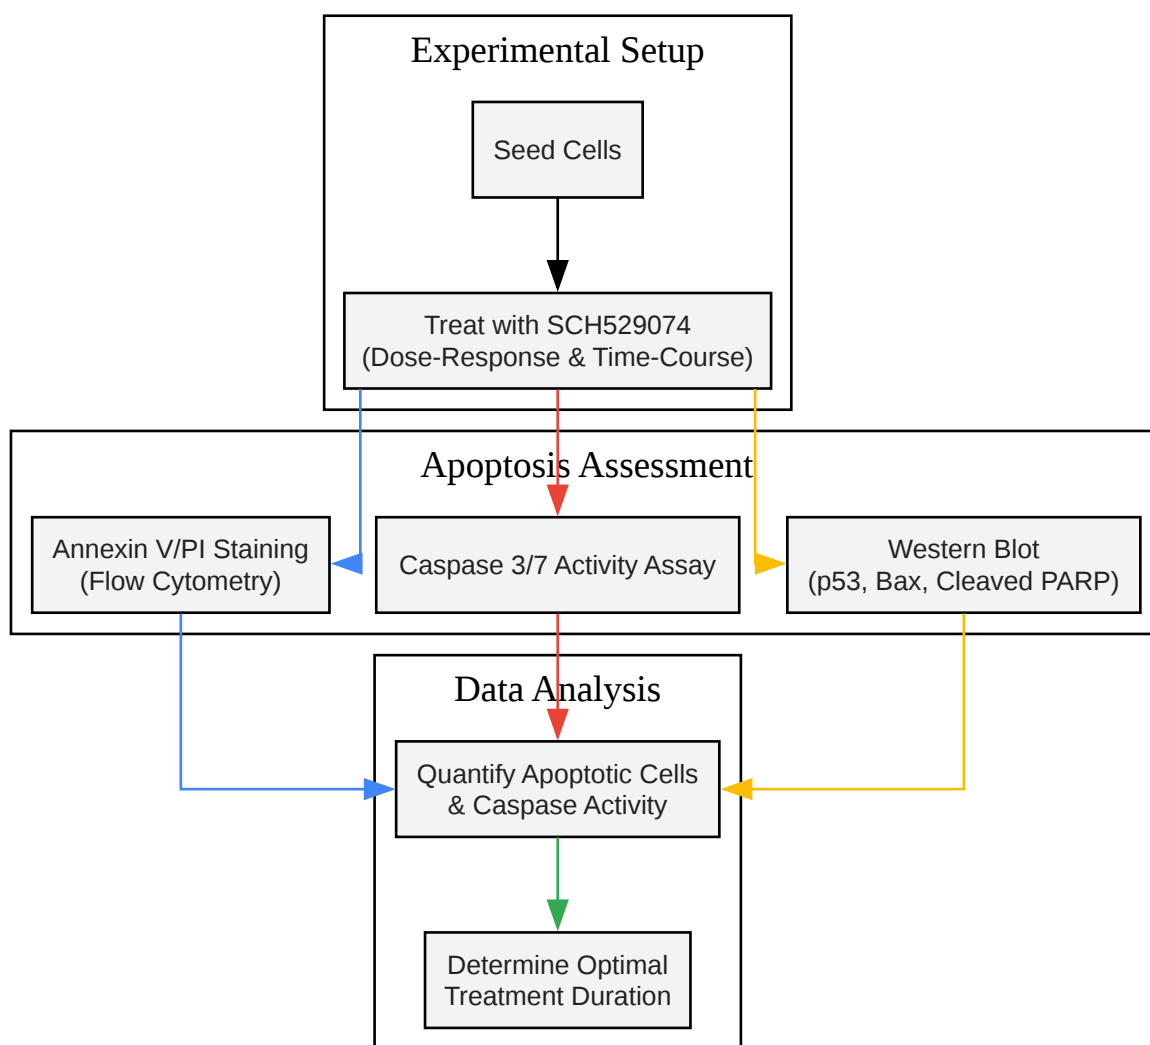 Experimental Setup
Seed Cells
Treat with SCH529074
(Dose-Response & Time-Course)
Apoptosis Assessment
Annexin V/PI Staining
(Flow Cytometry)
Caspase 3/7 Activity Assay
Western Blot
(p53, Bax, Cleaved PARP)
Data Analysis
Quantify Apoptotic Cells
& Caspase Activity
Determine Optimal
Treatment Duration